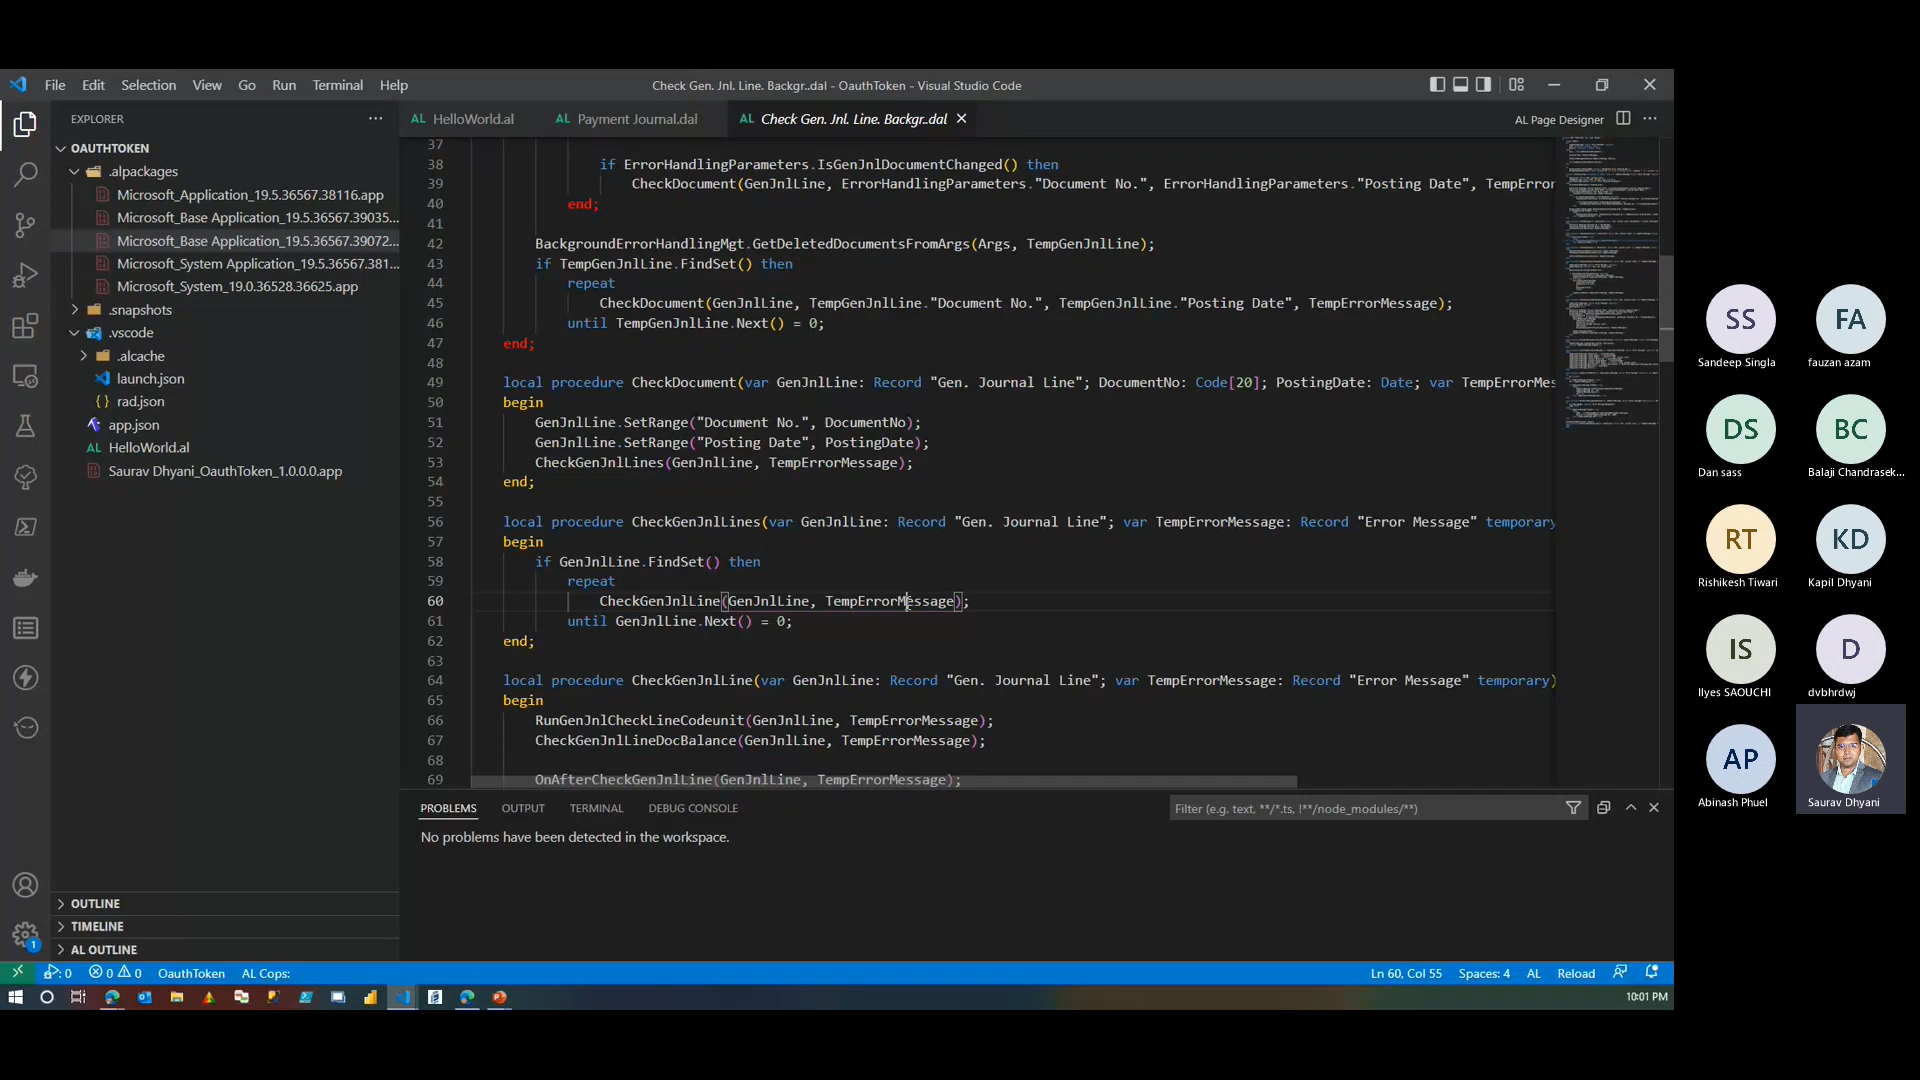 File Edit Selection View Go Run Terminal Help
Check Gen. Jnl. Line. Backgr..dal - OauthToken - Visual Studio Code
EXPLORER
OAUTHTOKEN
.alpackages
Microsoft_Application_19.5.36567.38116.app
Microsoft_Base Application_19.5.36567.39035...
Microsoft_Base Application_19.5.36567.39072...
Microsoft_System Application_19.5.36567.381...
Microsoft_System_19.0.36528.36625.app
.snapshots
.vscode
.alcache
launch.json
{ } rad.json
app.json
AL HelloWorld.al
Saurav Dhyani_OauthToken_1.0.0.0.app
OUTLINE
TIMELINE
AL OUTLINE
AL HelloWorld.al AL Payment Journal.dal AL Check Gen. Jnl. Line. Backgr..dal
AL Page Designer
37
38 if ErrorHandlingParameters.IsGenJnlDocumentChanged() then
39 CheckDocument(GenJnlLine, ErrorHandlingParameters."Document No.", ErrorHandlingParameters."Posting Date", TempError
40 end;
41
42 BackgroundErrorHandlingMgt.GetDeletedDocumentsFromArgs(Args, TempGenJnlLine);
43 if TempGenJnlLine.FindSet() then
44 repeat
45 CheckDocument(GenJnlLine, TempGenJnlLine."Document No.", TempGenJnlLine."Posting Date", TempErrorMessage);
46 until TempGenJnlLine.Next() = 0;
47 end;
48
49 local procedure CheckDocument(var GenJnlLine: Record "Gen. Journal Line"; DocumentNo: Code[20]; PostingDate: Date; var TempErrorMes
50 begin
51 GenJnlLine.SetRange("Document No.", DocumentNo);
52 GenJnlLine.SetRange("Posting Date", PostingDate);
53 CheckGenJnlLines(GenJnlLine, TempErrorMessage);
54 end;
55
56 local procedure CheckGenJnlLines(var GenJnlLine: Record "Gen. Journal Line"; var TempErrorMessage: Record "Error Message" temporary
57 begin
58 if GenJnlLine.FindSet() then
59 repeat
60 CheckGenJnlLine(GenJnlLine, TempErrorMessage);
61 until GenJnlLine.Next() = 0;
62 end;
63
64 local procedure CheckGenJnlLine(var GenJnlLine: Record "Gen. Journal Line"; var TempErrorMessage: Record "Error Message" temporary)
65 begin
66 RunGenJnlCheckLineCodeunit(GenJnlLine, TempErrorMessage);
67 CheckGenJnlLineDocBalance(GenJnlLine, TempErrorMessage);
68
69 OnAfterCheckGenJnlLine(GenJnlLine, TempErrorMessage);
PROBLEMS OUTPUT TERMINAL DEBUG CONSOLE
Filter (e.g. text, **/*.ts, !**/node_modules/**)
No problems have been detected in the workspace.
1
: 0 0 0 OauthToken AL Cops:
Ln 60, Col 55 Spaces: 4 AL Reload
10:01 PM
SS
Sandeep Singla
FA
fauzan azam
DS
Dan sass
BC
Balaji Chandrasek...
RT
Rishikesh Tiwari
KD
Kapil Dhyani
IS
Ilyes SAOUCHI
D
dvbhrdwj
AP
Abinash Phuel
Saurav Dhyani